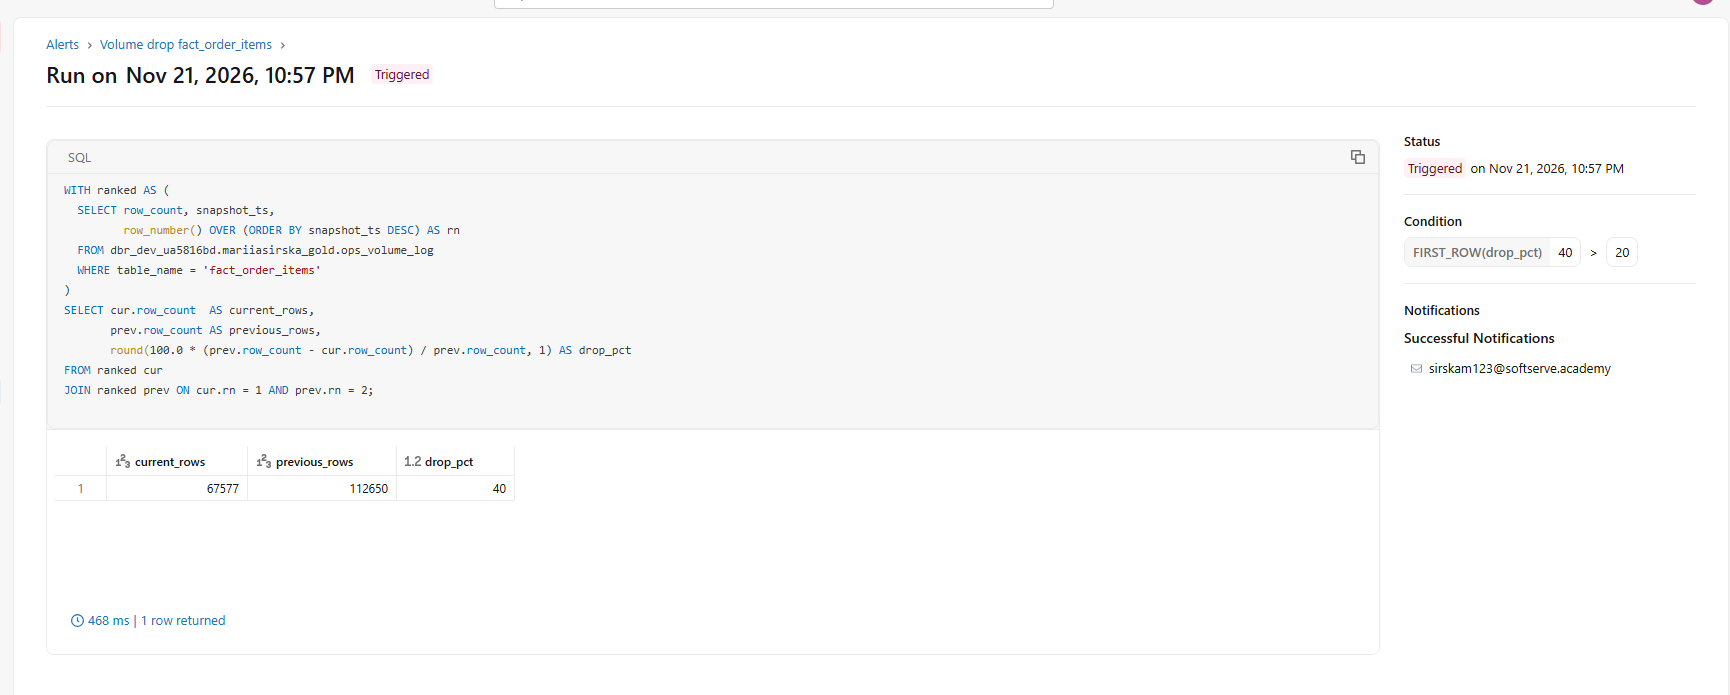 Alerts > Volume drop fact_order_items >
Run on Nov 21, 2026, 10:57 PM Triggered
SQL
WITH ranked AS (
SELECT row_count, snapshot_ts,
row_number() OVER (ORDER BY snapshot_ts DESC) AS rn
FROM dbr_dev_ua5816bd.mariiasirska_gold.ops_volume_log
WHERE table_name = 'fact_order_items'
)
SELECT cur.row_count AS current_rows,
prev.row_count AS previous_rows,
round(100.0 * (prev.row_count - cur.row_count) / prev.row_count, 1) AS drop_pct
FROM ranked cur
JOIN ranked prev ON cur.rn = 1 AND prev.rn = 2;
123 current_rows 123 previous_rows 1.2 drop_pct
1 67577 112650 40
468 ms | 1 row returned
Status
Triggered on Nov 21, 2026, 10:57 PM
Condition
FIRST_ROW(drop_pct) 40 > 20
Notifications
Successful Notifications
sirskam123@softserve.academy